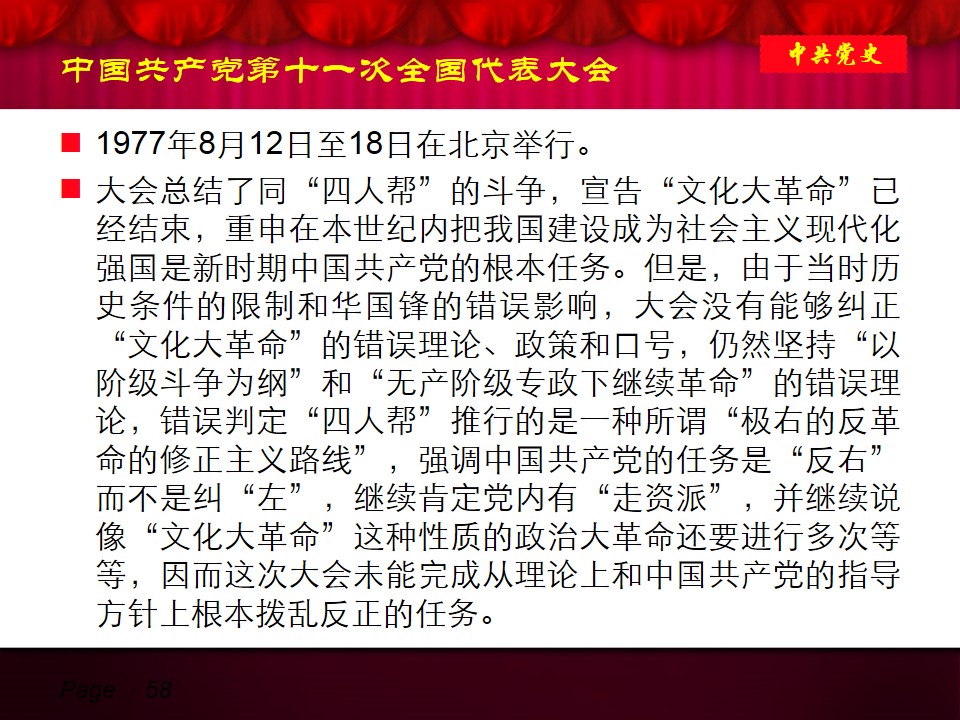 中国共产党第十一次全国代表大会
中共党史
1977年8月12日至18日在北京举行。
大会总结了同“四人帮”的斗争，宣告“文化大革命”已
经结束，重申在本世纪内把我国建设成为社会主义现代化
强国是新时期中国共产党的根本任务。但是，由于当时历
史条件的限制和华国锋的错误影响，大会没有能够纠正
“文化大革命”的错误理论、政策和口号，仍然坚持“以
阶级斗争为纲”和“无产阶级专政下继续革命”的错误理
论，错误判定“四人帮”推行的是一种所谓“极右的反革
命的修正主义路线”，强调中国共产党的任务是“反右”
而不是纠“左”，继续肯定党内有“走资派”，并继续说
像“文化大革命”这种性质的政治大革命还要进行多次等
等，因而这次大会未能完成从理论上和中国共产党的指导
方针上根本拨乱反正的任务。
Page 58